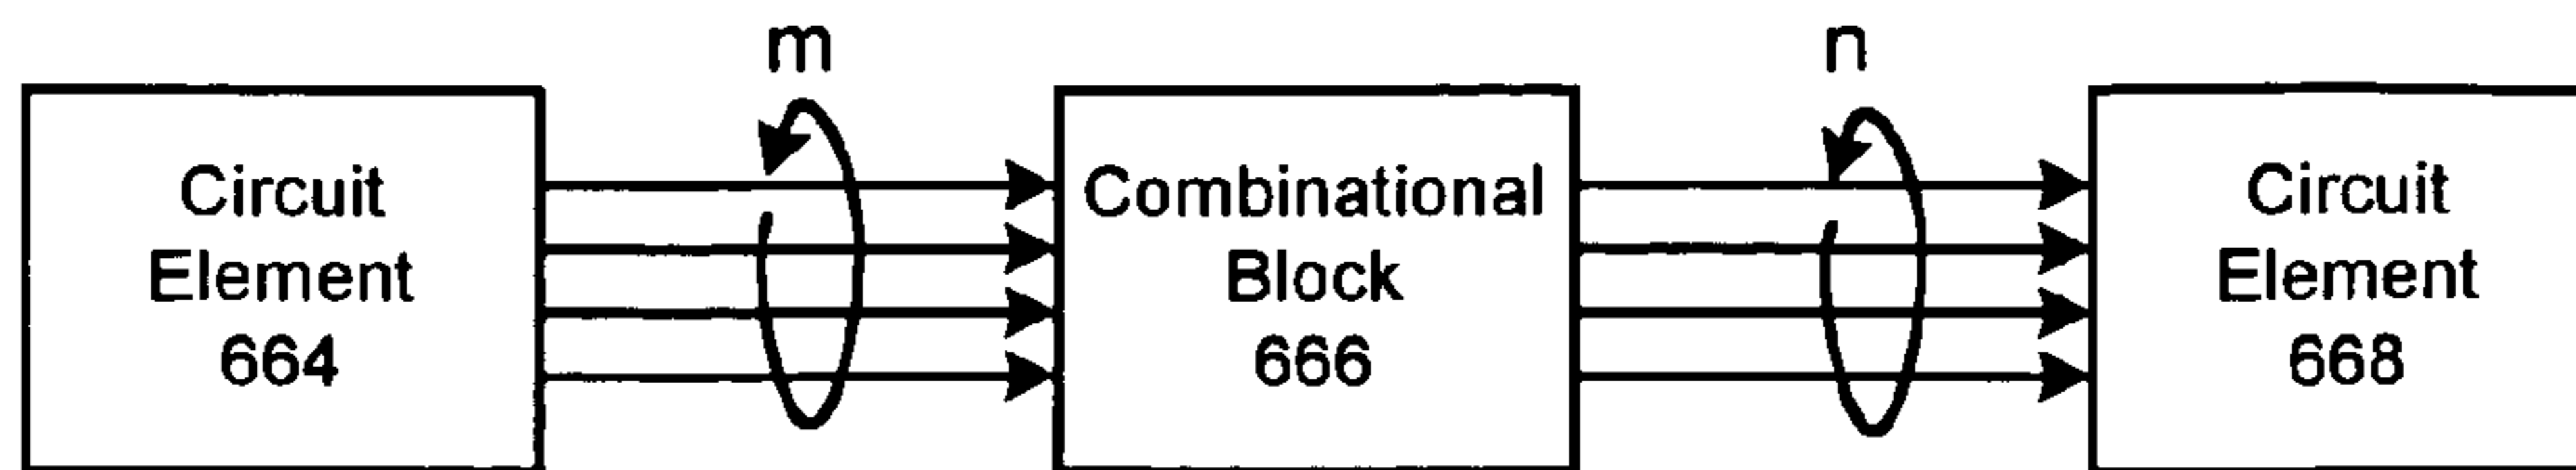 m
n
Circuit
Element
664
Combinational
Block
666
Circuit
Element
668